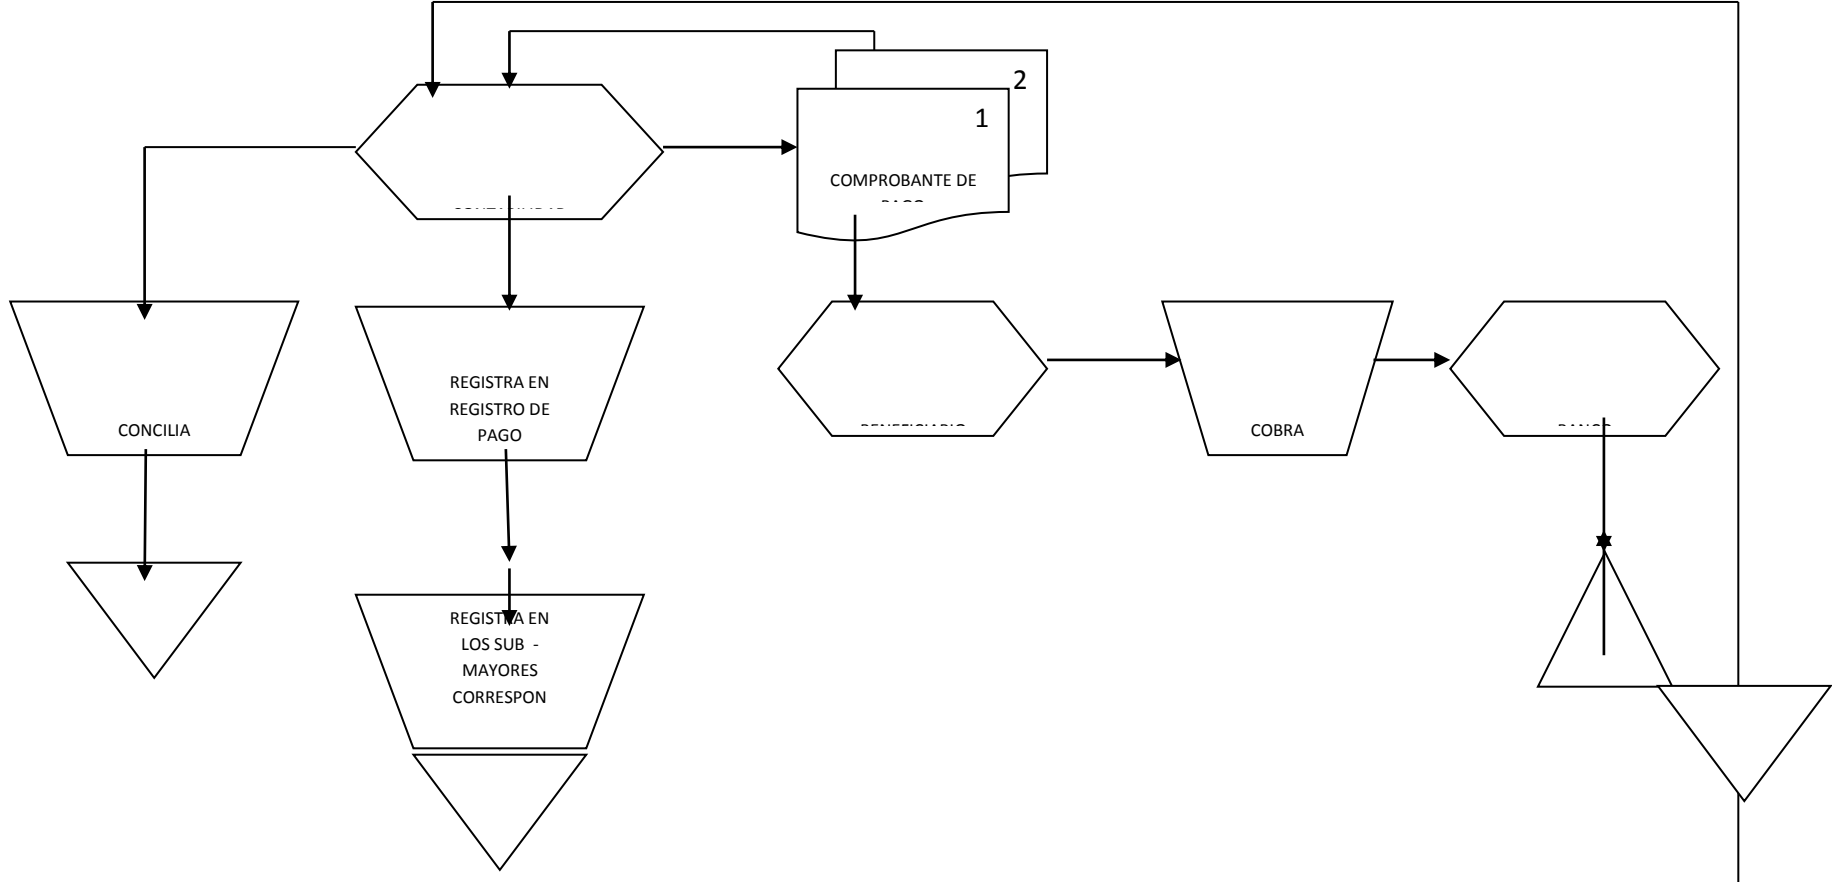 2
1
COMPROBANTE DE
REGISTRA EN
REGISTRO DE
PAGO
CONCILIA
COBRA
REGISTRA EN
LOS SUB -
MAYORES
CORRESPON